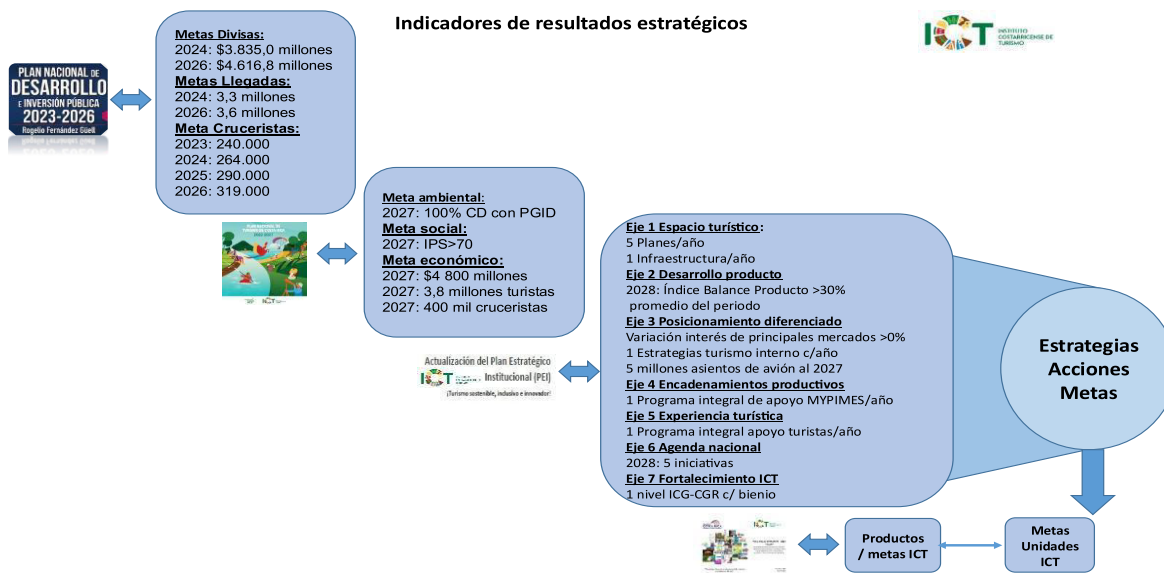 Indicadores de resultados estratégicos
ICT INSTITUTO
COSTARRICENSE DE
TURISMO
PLAN NACIONAL DE
DESARROLLO
E INVERSIÓN PÚBLICA
2023-2026
Rogelio Fernández Güell
Metas Divisas:
2024: $3.835,0 millones
2026: $4.616,8 millones
Metas Llegadas:
2024: 3,3 millones
2026: 3,6 millones
Meta Cruceristas:
2023: 240.000
2024: 264.000
2025: 290.000
2026: 319.000
Meta ambiental:
2027: 100% CD con PGID
Meta social:
2027: IPS>70
Meta económico:
2027: $4 800 millones
2027: 3,8 millones turistas
2027: 400 mil cruceristas
Actualización del Plan Estratégico
ICT Institucional (PEI)
¡Turismo sostenible, inclusivo e innovador!
Eje 1 Espacio turístico:
5 Planes/año
1 Infraestructura/año
Eje 2 Desarrollo producto
2028: Índice Balance Producto >30%
promedio del periodo
Eje 3 Posicionamiento diferenciado
Variación interés de principales mercados >0%
1 Estrategias turismo interno c/año
5 millones asientos de avión al 2027
Eje 4 Encadenamientos productivos
1 Programa integral de apoyo MYPIMES/año
Eje 5 Experiencia turística
1 Programa integral apoyo turistas/año
Eje 6 Agenda nacional
2028: 5 iniciativas
Eje 7 Fortalecimiento ICT
1 nivel ICG-CGR c/ bienio
Estrategias
Acciones
Metas
ICT
Productos
/ metas ICT
Metas
Unidades
ICT